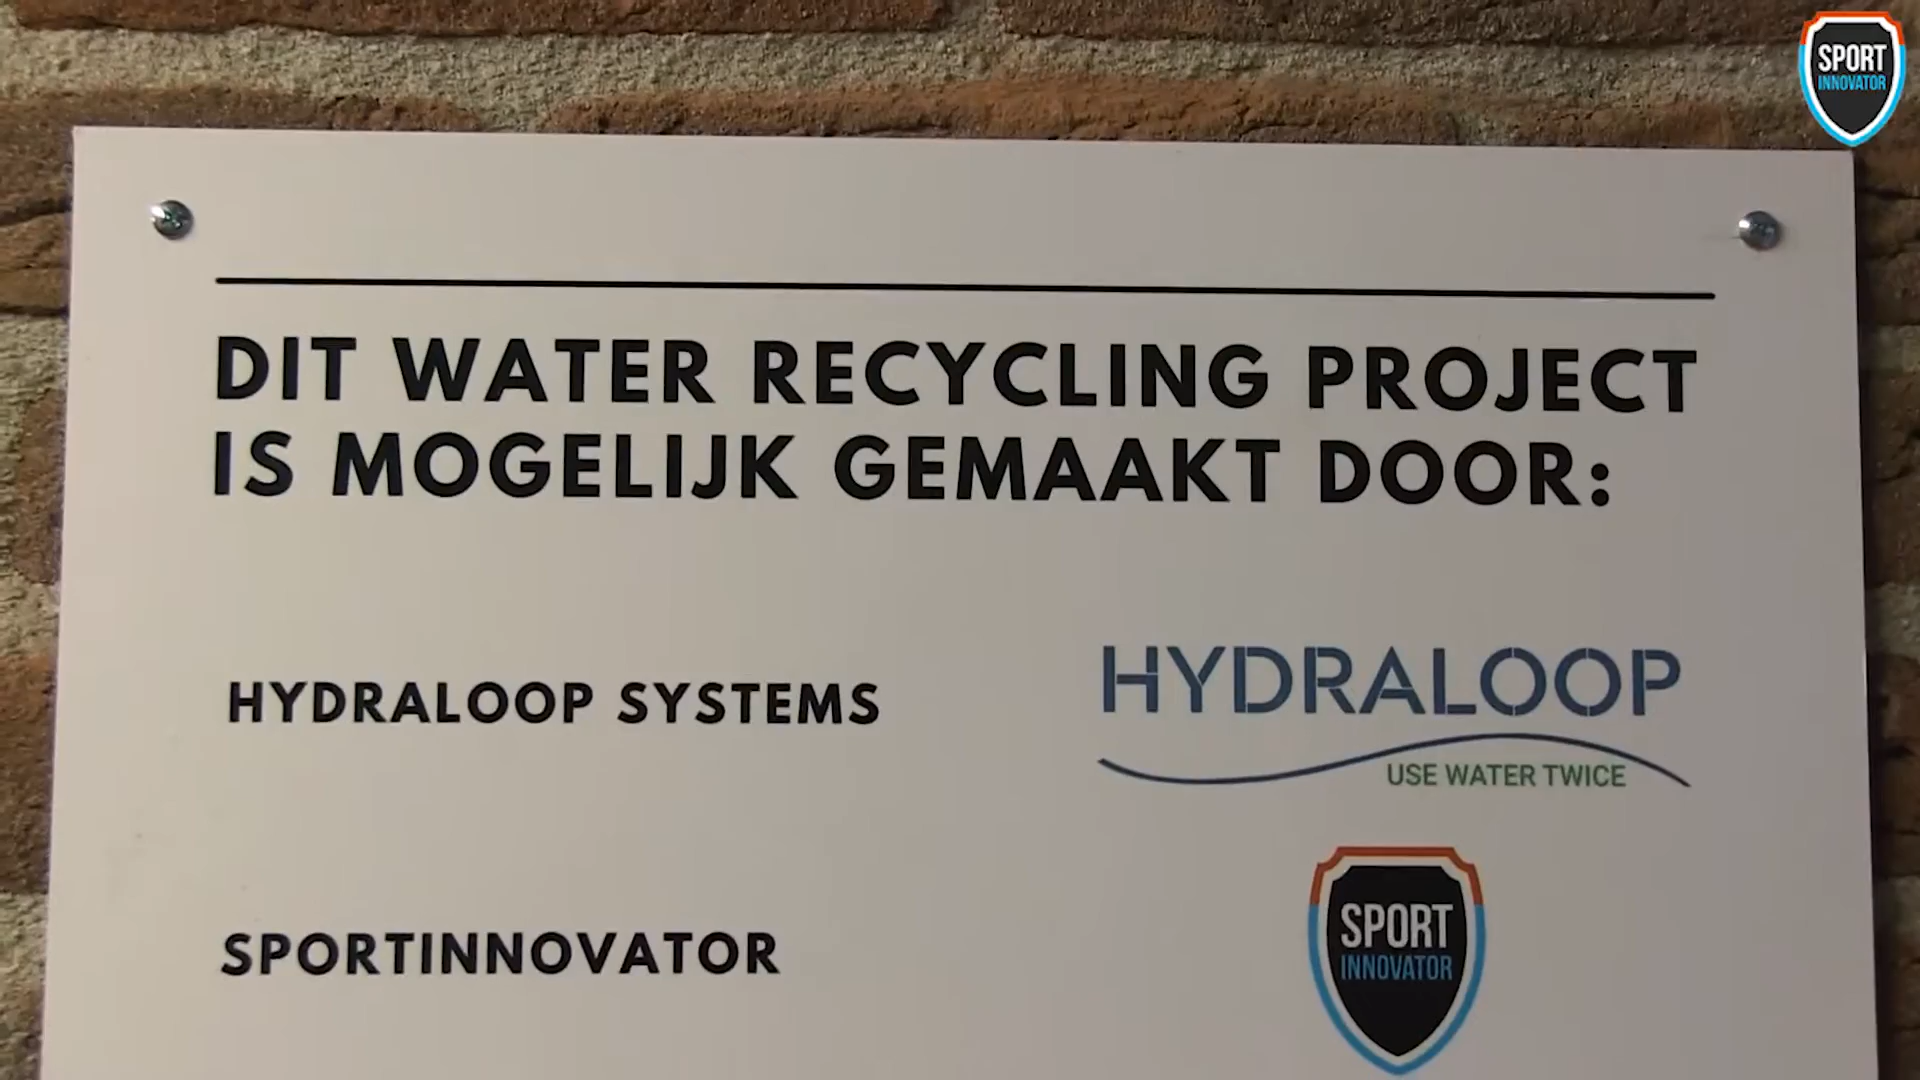 SPORT
INNOVATOR
DIT WATER RECYCLING PROJECT
IS MOGELIJK GEMAAKT DOOR:
HYDRALOOP SYSTEMS
HYDRALOOP
USE WATER TWICE
SPORTINNOVATOR
SPORT
INNOVATOR